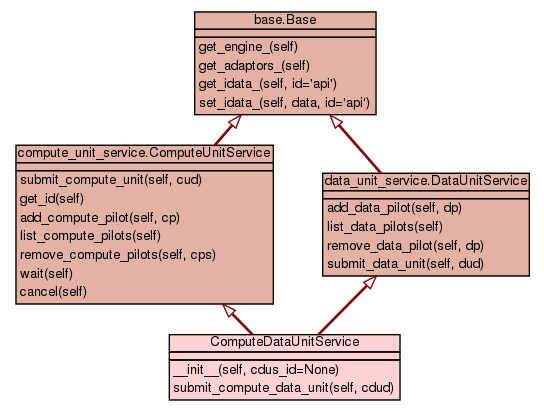 base.Base
get_engine_(self)
get_adaptors_(self)
get_idata_(self, id='api')
set_idata_(self, data, id='api')
compute_unit_service.ComputeUnitService
submit_compute_unit(self, cud)
get_id(self)
add_compute_pilot(self, cp)
list_compute_pilots(self)
remove_compute_pilots(self, cps)
wait(self)
cancel(self)
data_unit_service.DataUnitService
add_data_pilot(self, dp)
list_data_pilots(self)
remove_data_pilot(self, dp)
submit_data_unit(self, dud)
ComputeDataUnitService
__init__(self, cdus_id=None)
submit_compute_data_unit(self, cdud)